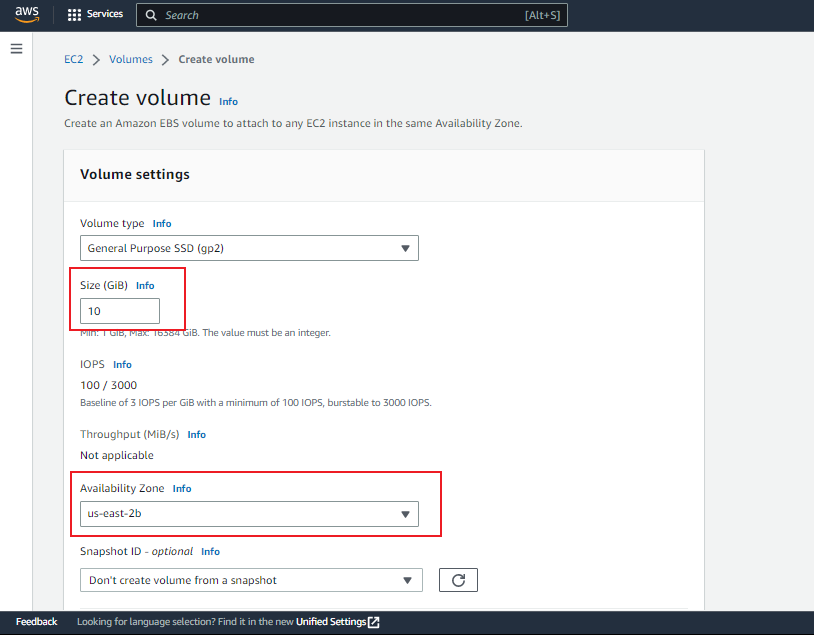 aws Services Search [Alt+S]
EC2 Volumes Create volume
Create volume Info
Create an Amazon EBS volume to attach to any EC2 instance in the same Availability Zone.
Volume settings
Volume type Info
General Purpose SSD (gp2)
Size (GiB) Info
10
Min: 1 GiB, Max: 16384 GiB. The value must be an integer.
IOPS Info
100 / 3000
Baseline of 3 IOPS per GiB with a minimum of 100 IOPS, burstable to 3000 IOPS.
Throughput (MiB/s) Info
Not applicable
Availability Zone Info
us-east-2b
Snapshot ID - optional Info
Don't create volume from a snapshot
Feedback Looking for language selection? Find it in the new Unified Settings